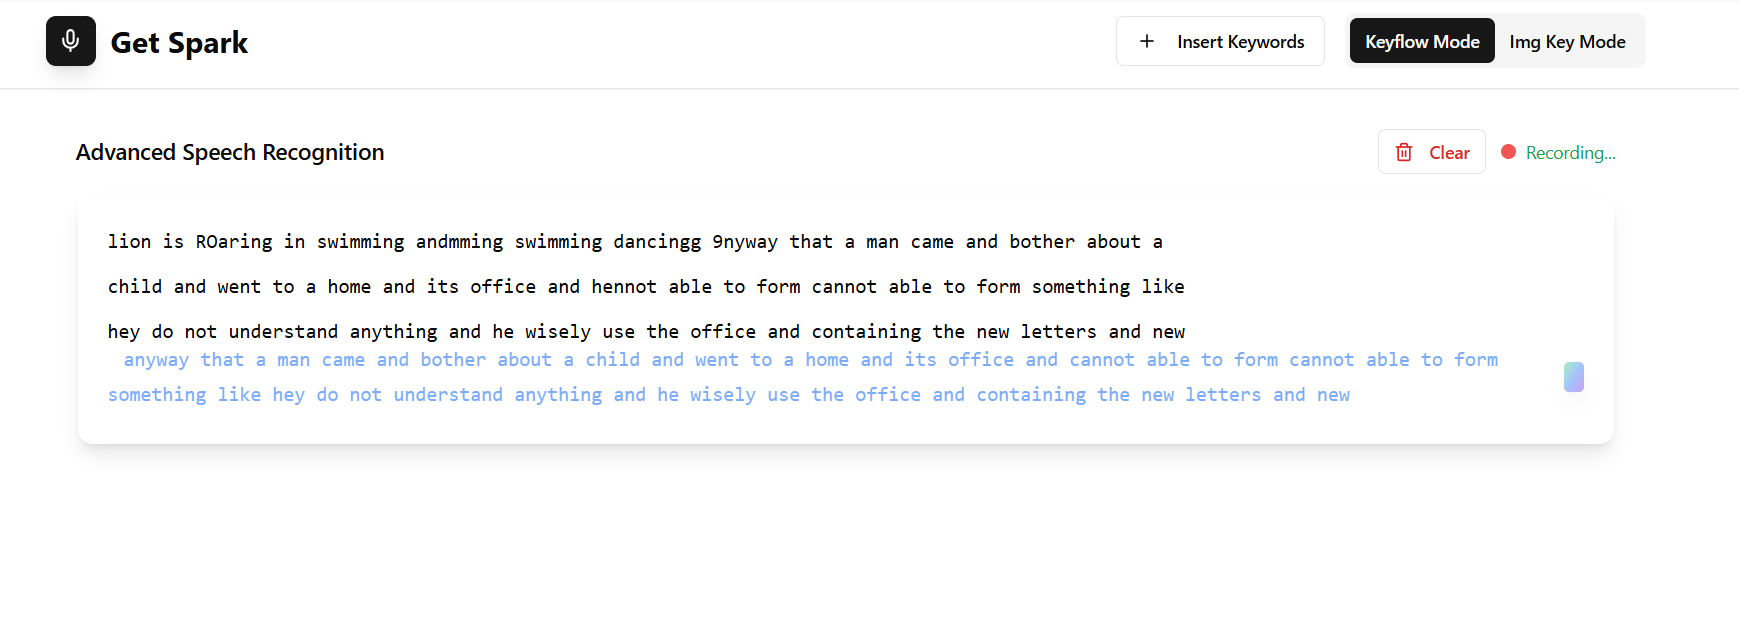 Get Spark
Insert Keywords
Keyflow Mode
Img Key Mode
Advanced Speech Recognition
Clear
Recording...
lion is ROaring in swimming andmming swimming dancingg 9nyway that a man came and bother about a
child and went to a home and its office and hennot able to form cannot able to form something like
hey do not understand anything and he wisely use the office and containing the new letters and new
anyway that a man came and bother about a child and went to a home and its office and cannot able to form cannot able to form
something like hey do not understand anything and he wisely use the office and containing the new letters and new